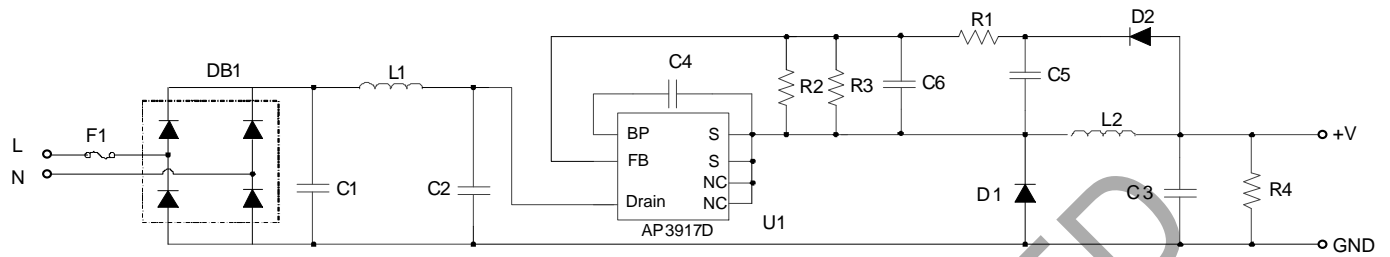 R1
D2
DB1
L1
C4
R2
R3
C6
C5
L2
L
F1
N
BP
S
FB
S
NC
Drain
NC
U1
AP3917D
C1
C2
D1
C3
R4
+V
GND